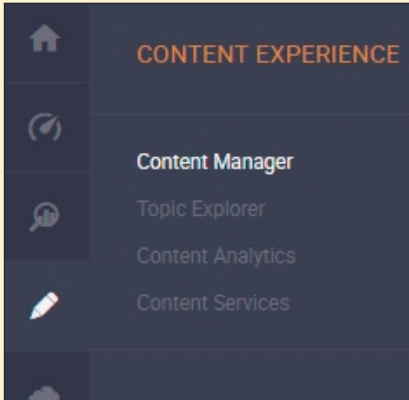 CONTENT EXPERIENCE
Content Manager
Topic Explorer
Content Analytics
Content Services